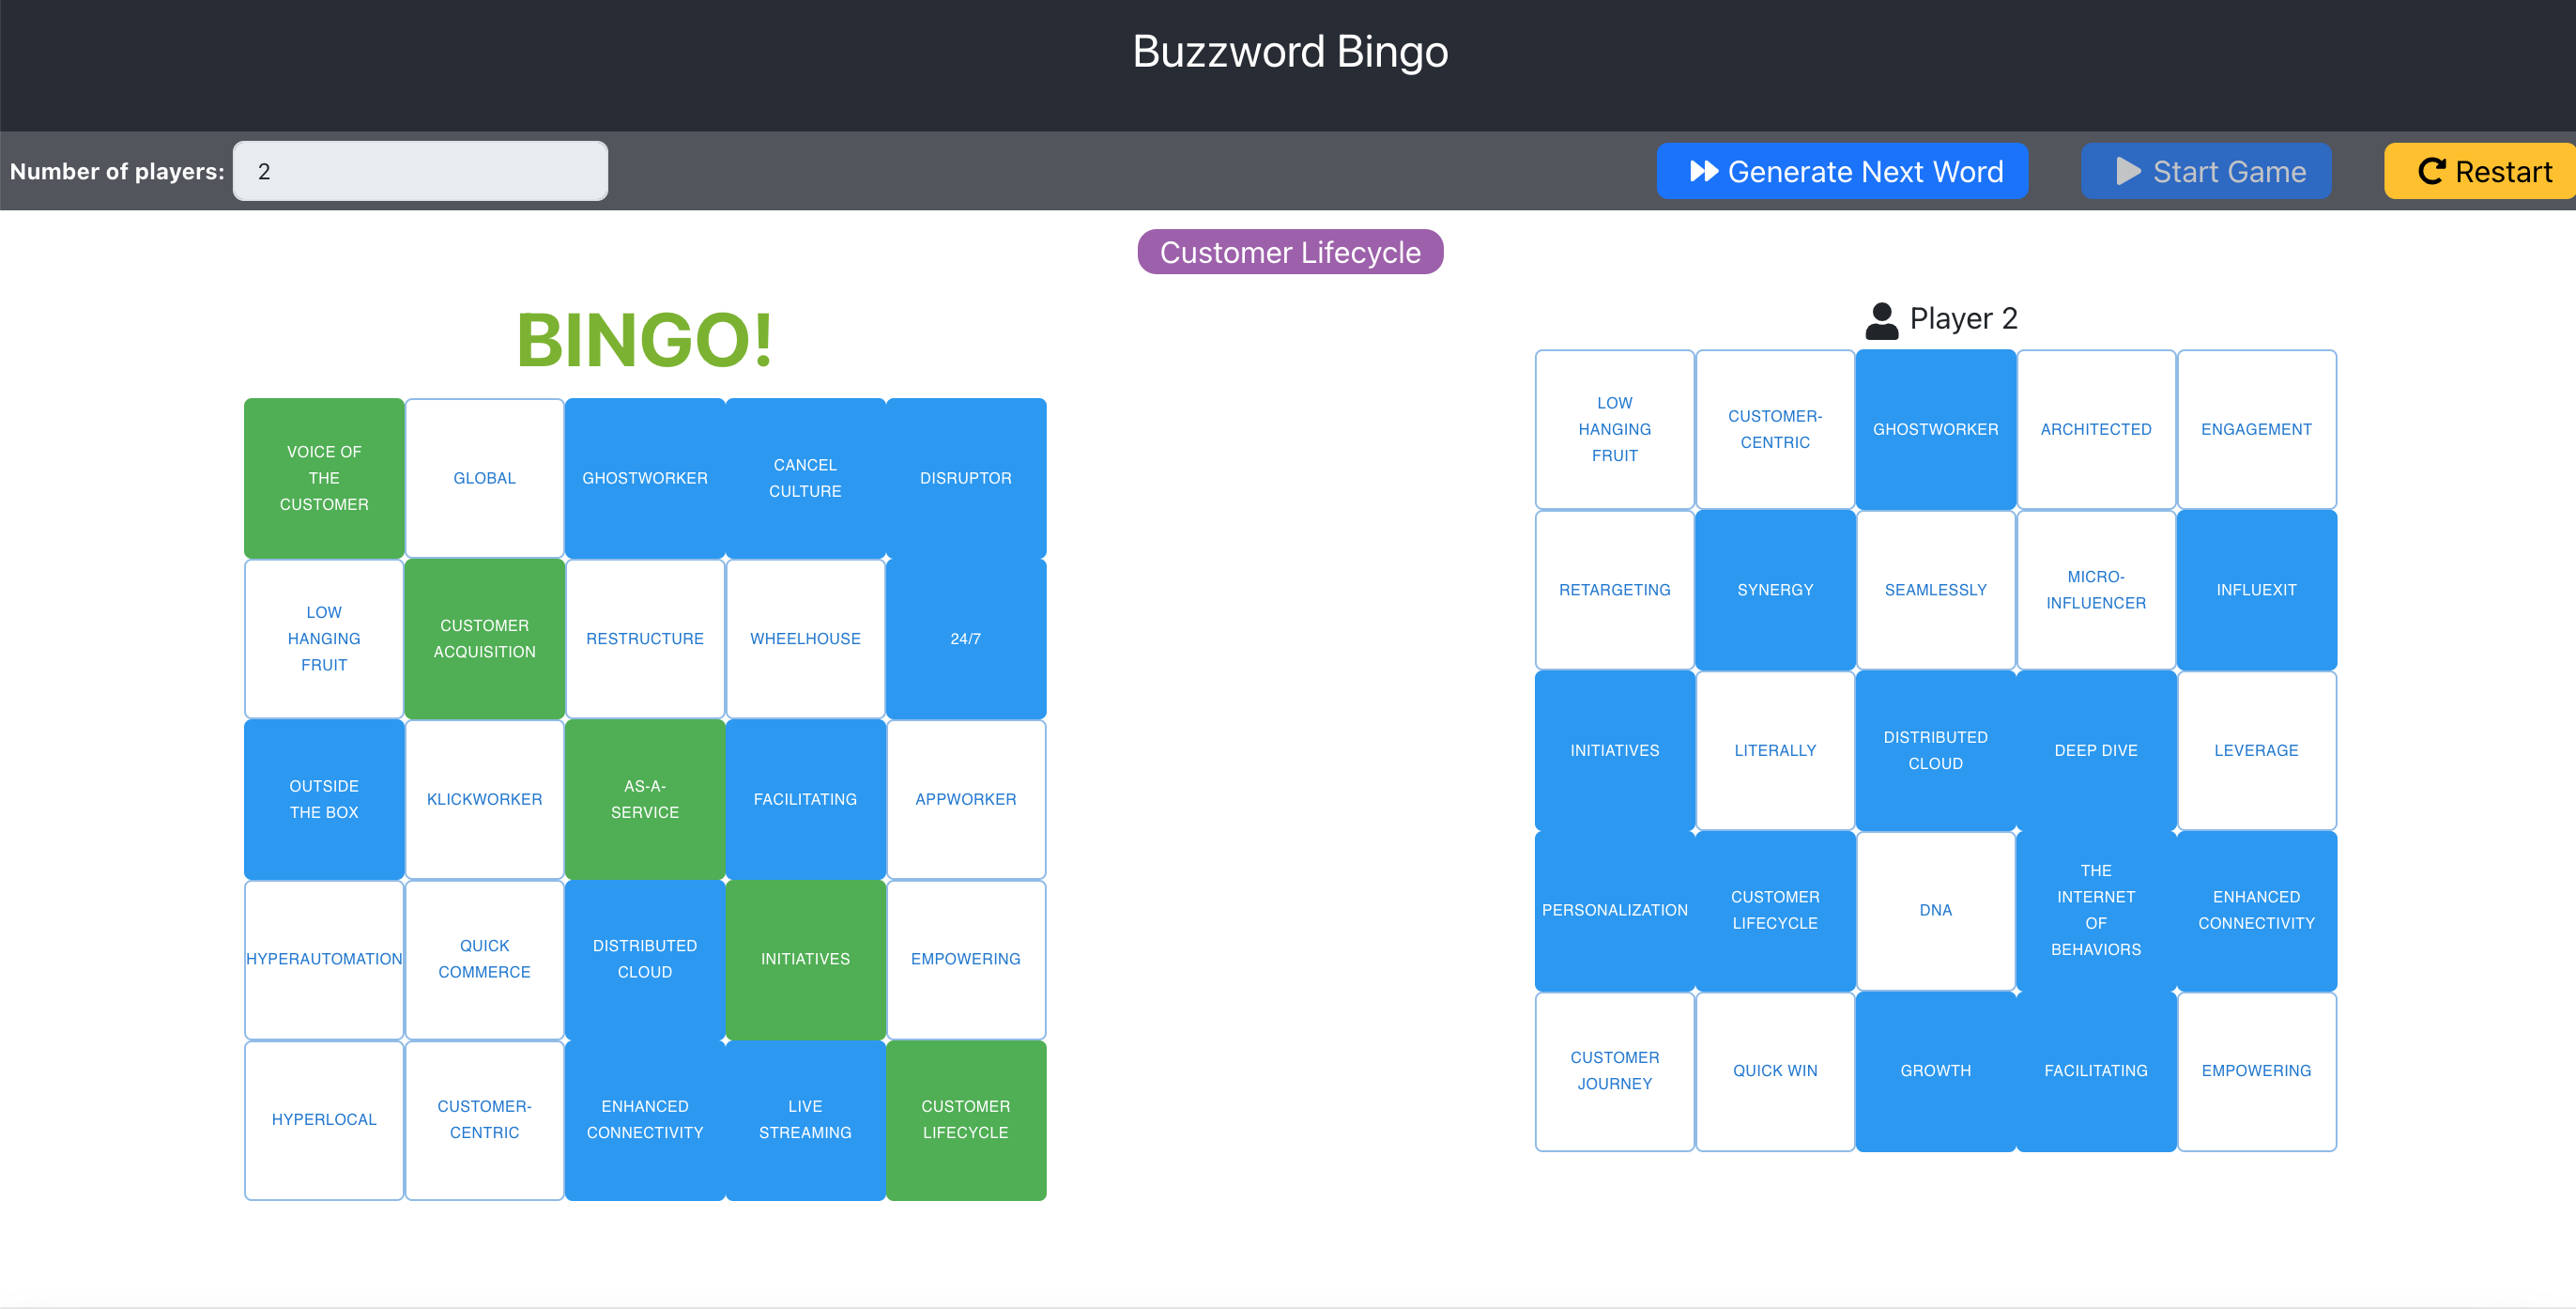 Buzzword Bingo
Number of players: 2
Generate Next Word
Start Game
Restart
Customer Lifecycle
BINGO!
VOICE OF
THE
CUSTOMER
GLOBAL
GHOSTWORKER
CANCEL
CULTURE
DISRUPTOR
LOW
HANGING
FRUIT
CUSTOMER
ACQUISITION
RESTRUCTURE
WHEELHOUSE
24/7
OUTSIDE
THE BOX
KLICKWORKER
AS-A-
SERVICE
FACILITATING
APPWORKER
HYPERAUTOMATION
QUICK
COMMERCE
DISTRIBUTED
CLOUD
INITIATIVES
EMPOWERING
HYPERLOCAL
CUSTOMER-
CENTRIC
ENHANCED
CONNECTIVITY
LIVE
STREAMING
CUSTOMER
LIFECYCLE
Player 2
LOW
HANGING
FRUIT
CUSTOMER-
CENTRIC
GHOSTWORKER
ARCHITECTED
ENGAGEMENT
RETARGETING
SYNERGY
SEAMLESSLY
MICRO-
INFLUENCER
INFLUEXIT
INITIATIVES
LITERALLY
DISTRIBUTED
CLOUD
DEEP DIVE
LEVERAGE
PERSONALIZATION
CUSTOMER
LIFECYCLE
DNA
THE
INTERNET
OF
BEHAVIORS
ENHANCED
CONNECTIVITY
CUSTOMER
JOURNEY
QUICK WIN
GROWTH
FACILITATING
EMPOWERING